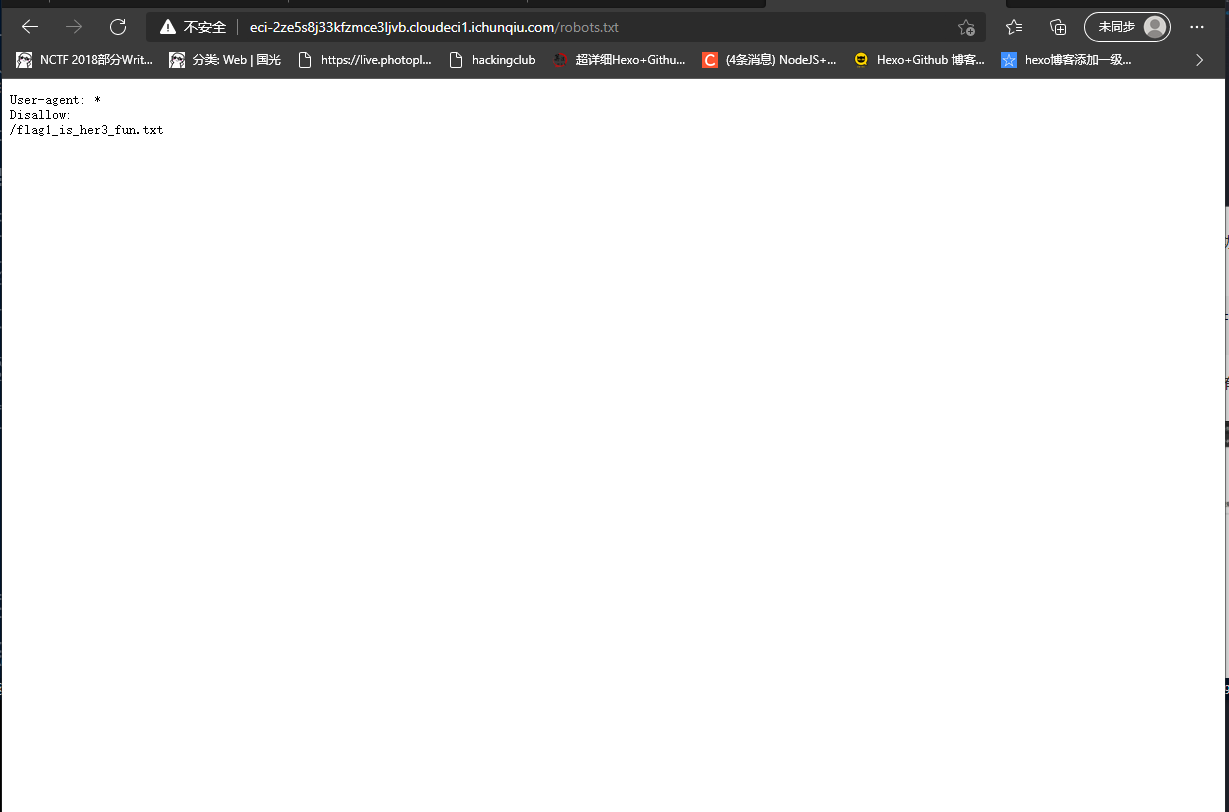 不安全 eci-2ze5s8j33kfzmce3ljvb.cloudeci1.ichunqiu.com/robots.txt 未同步
NCTF 2018部分Writ... 分类: Web | 国光 https://live.photopl... hackingclub 超详细Hexo+Githu... (4条消息) NodeJS+... Hexo+Github 博客... hexo博客添加一级...
User-agent: *
Disallow:
/flag1_is_her3_fun.txt